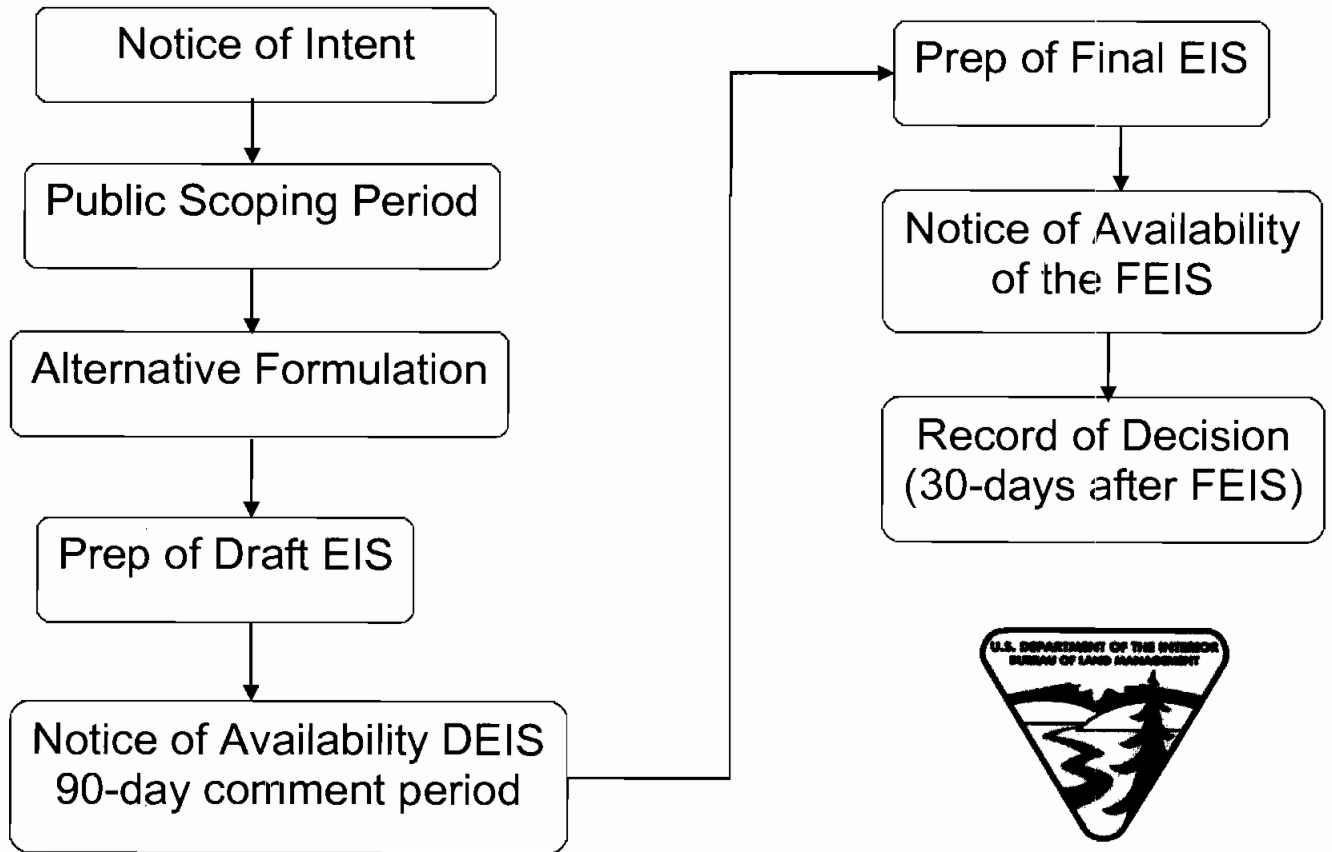 Notice of Intent
Public Scoping Period
Alternative Formulation
Prep of Draft EIS
Notice of Availability DEIS
90-day comment period
Prep of Final EIS
Notice of Availability
of the FEIS
Record of Decision
(30-days after FEIS)
U.S. DEPARTMENT OF THE INTERIOR
BUREAU OF LAND MANAGEMENT